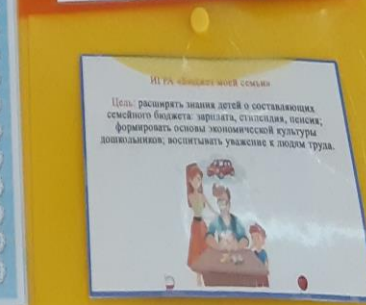 ИГРА «Бюджет моей семьи»
Цель: расширять знания детей о составляющих
семейного бюджета: зарплата, стипендия, пенсия;
формировать основы экономической культуры
дошкольников; воспитывать уважение к людям труда.